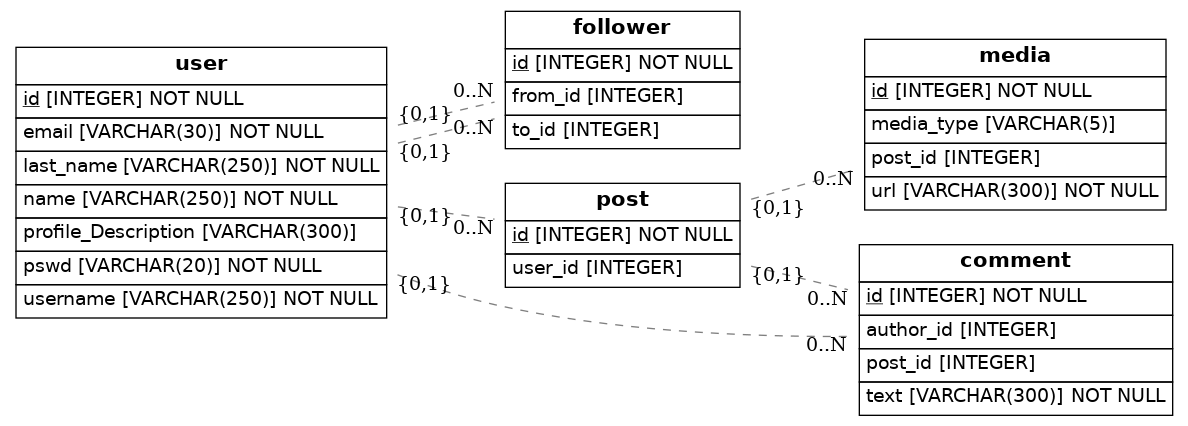 user
id [INTEGER] NOT NULL
email [VARCHAR(30)] NOT NULL
last_name [VARCHAR(250)] NOT NULL
name [VARCHAR(250)] NOT NULL
profile_Description [VARCHAR(300)]
pswd [VARCHAR(20)] NOT NULL
username [VARCHAR(250)] NOT NULL
follower
id [INTEGER] NOT NULL
from_id [INTEGER]
to_id [INTEGER]
post
id [INTEGER] NOT NULL
user_id [INTEGER]
media
id [INTEGER] NOT NULL
media_type [VARCHAR(5)]
post_id [INTEGER]
url [VARCHAR(300)] NOT NULL
comment
id [INTEGER] NOT NULL
author_id [INTEGER]
post_id [INTEGER]
text [VARCHAR(300)] NOT NULL
0..N
{0,1}
0..N
{0,1}
{0,1}
0..N
{0,1}
0..N
0..N
{0,1}
{0,1}
0..N